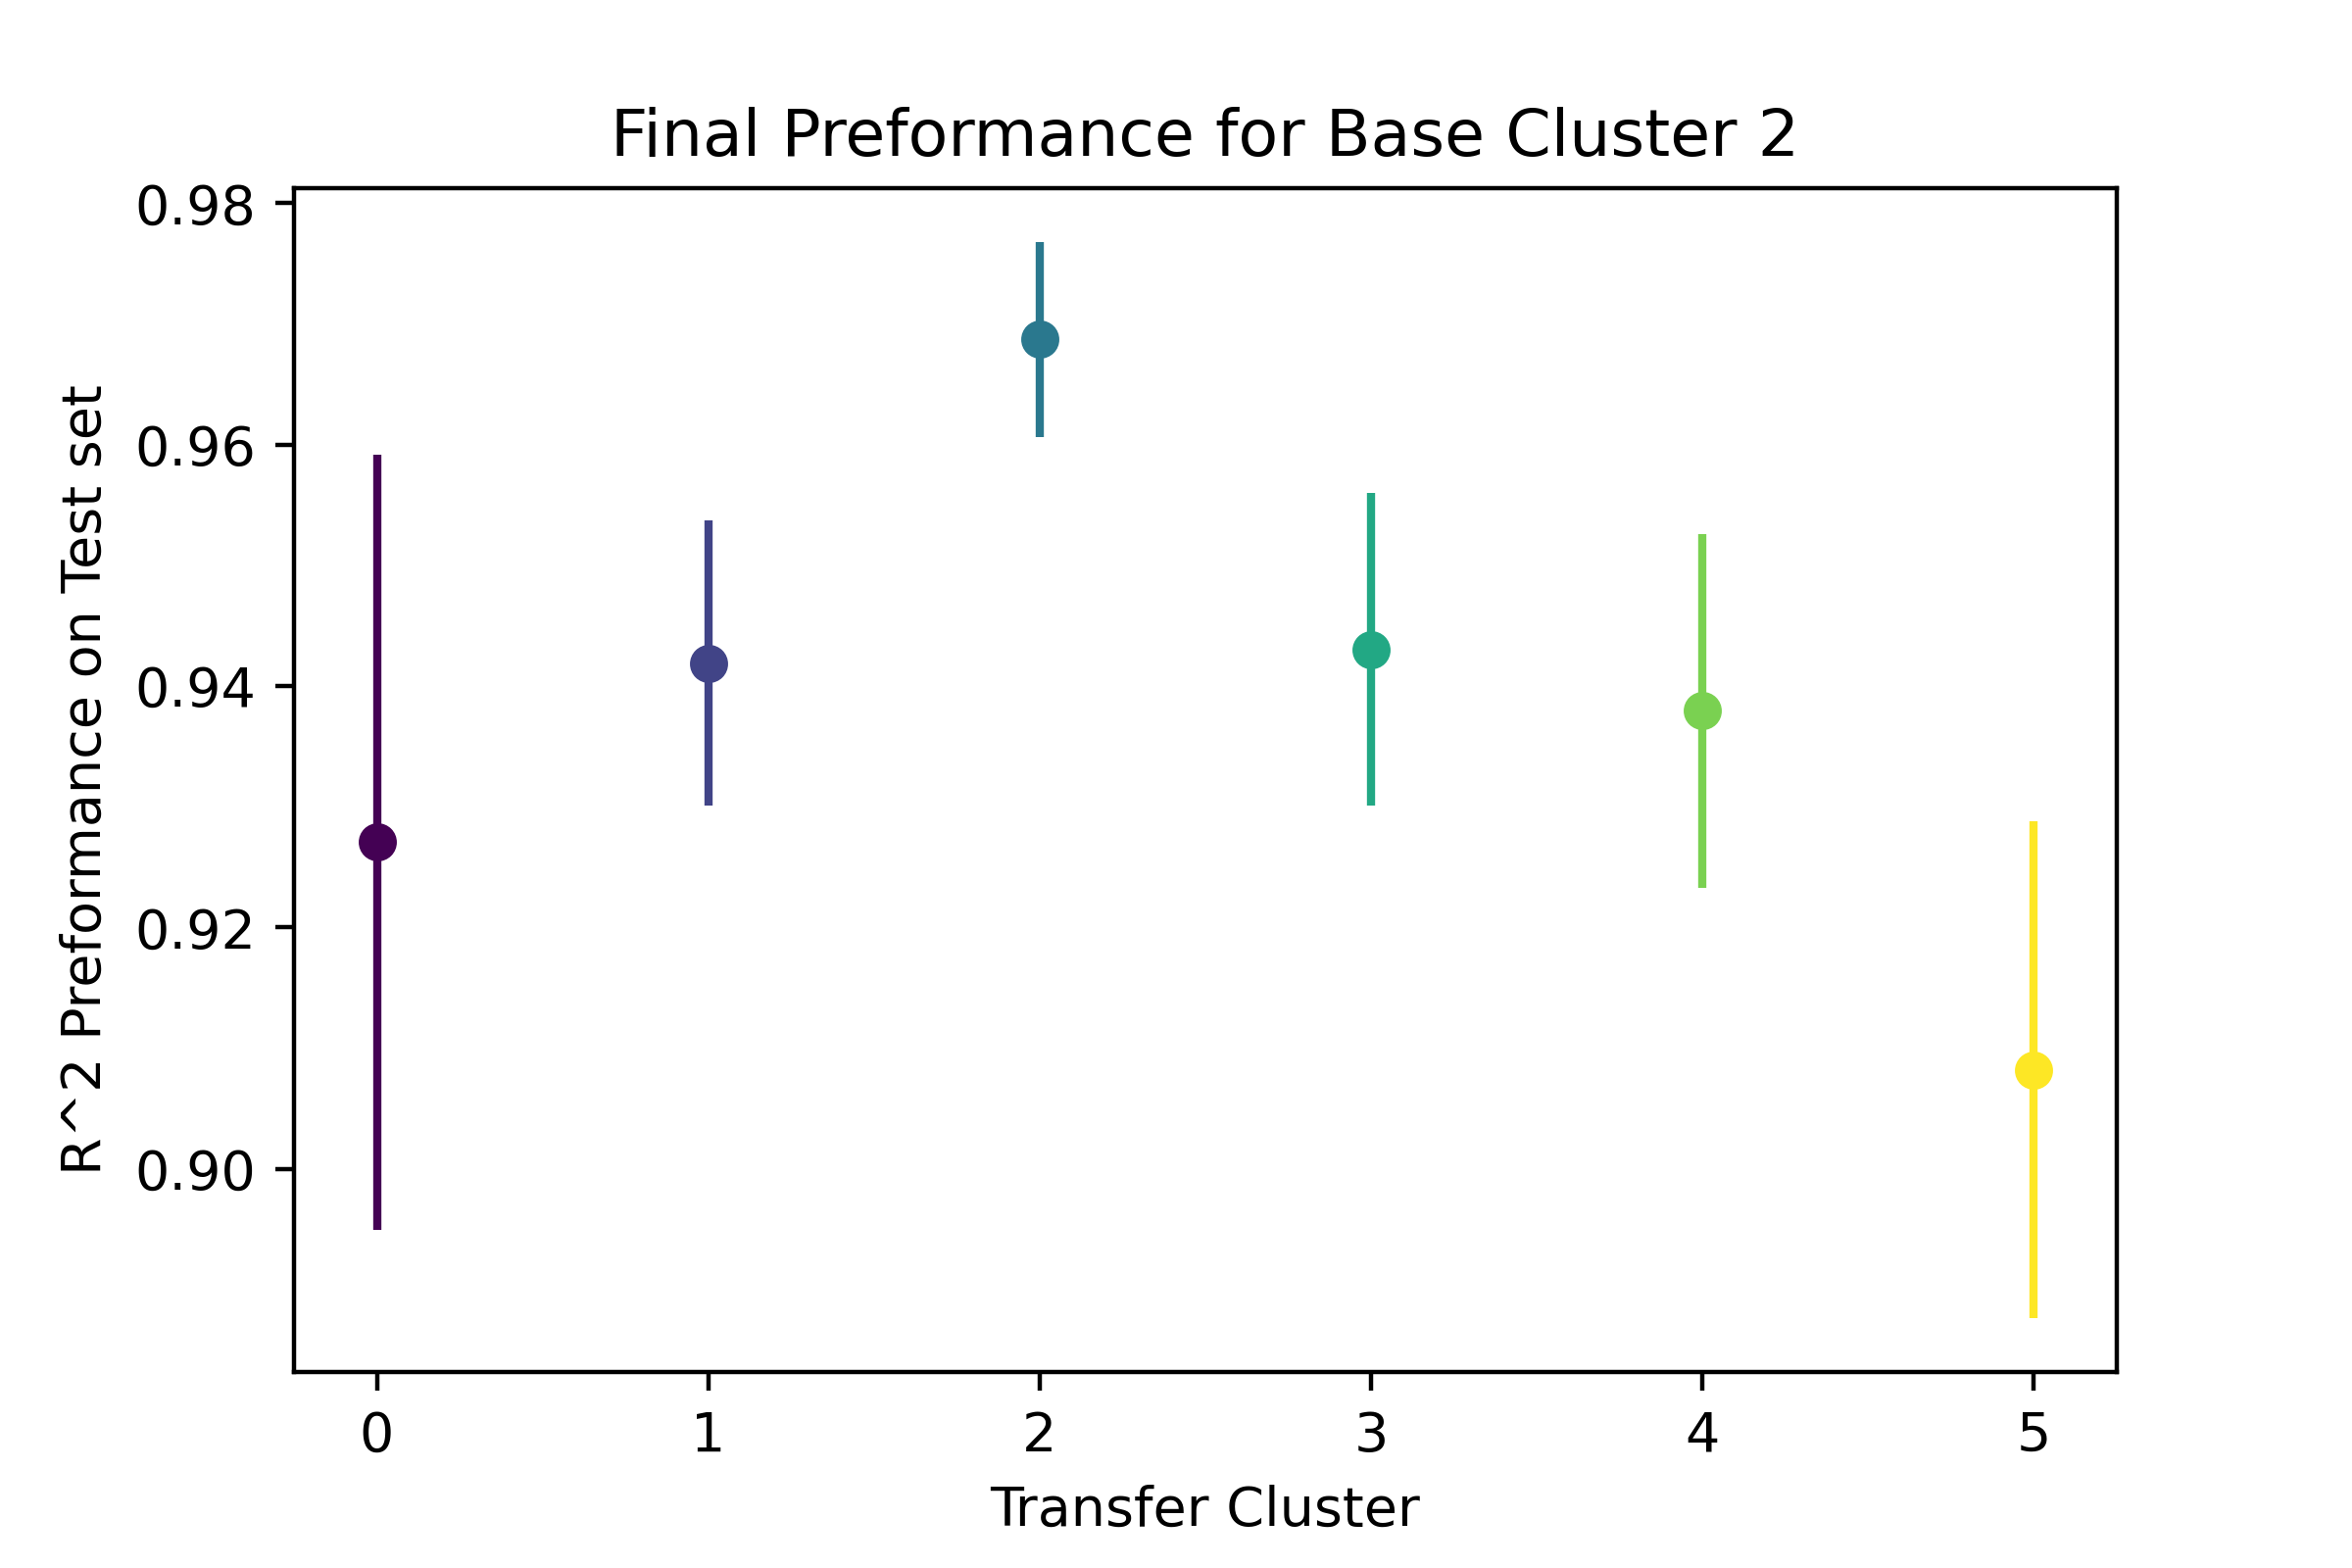 Final Preformance for Base Cluster 2
R^2 Preformance on Test set
0.98
0.96
0.94
0.92
0.90
0 1 2 3 4 5
Transfer Cluster